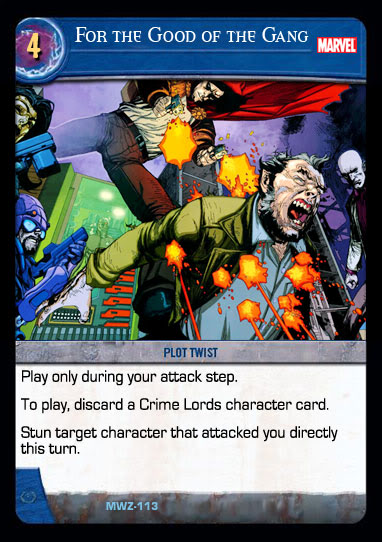 4
For the Good of the Gang
MARVEL
PLOT TWIST
Play only during your attack step.
To play, discard a Crime Lords character card.
Stun target character that attacked you directly
this turn.
MWZ-113